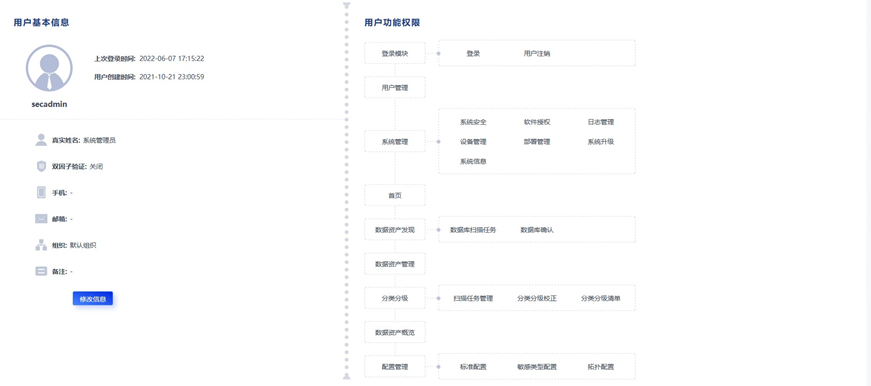 用户基本信息
上次登录时间: 2022-06-07 17:15:22
用户创建时间: 2021-10-21 23:00:59
secadmin
真实姓名: 系统管理员
双因子验证: 关闭
手机: -
邮箱: -
组织: 默认组织
备注: -
修改信息
用户功能权限
登录模块 登录 用户注销
用户管理
系统管理
系统安全 软件授权 日志管理
设备管理 部署管理 系统升级
系统信息
首页
数据资产发现 数据库扫描任务 数据库确认
数据资产管理
分类分级 扫描任务管理 分类分级校正 分类分级清单
数据资产概览
配置管理 标准配置 敏感类型配置 拓扑配置